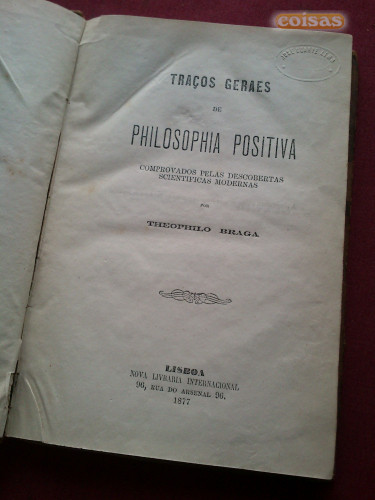 coisas
TRAÇOS GERAES
DE
PHILOSOPHIA POSITIVA
COMPROVADOS PELAS DESCOBERTAS
SCIENTIFICAS MODERNAS
POR
THEOPHILO BRAGA
LISBOA
NOVA LIVRARIA INTERNACIONAL
96, RUA DO ARSENAL 96.
1877